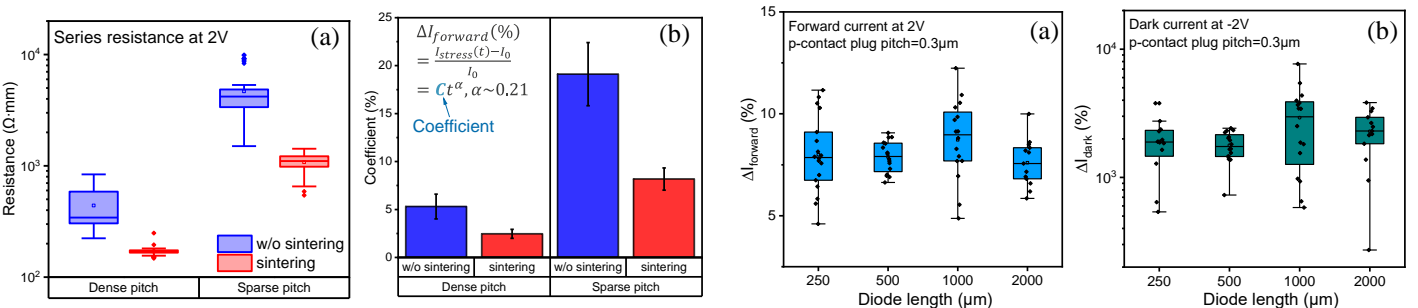 Series resistance at 2V
(a)
Resistance (Ω·mm)
10⁴
10³
10²
w/o sintering
sintering
Dense pitch
Sparse pitch
(b)
ΔI_forward(%)
= I_stress(t)−I_0 / I_0
= Ct^α, α~0.21
Coefficient
Coefficient (%)
25
20
15
10
5
0
w/o sintering
sintering
w/o sintering
sintering
Dense pitch
Sparse pitch
Forward current at 2V
(a)
p-contact plug pitch=0.3µm
ΔI_forward (%)
15
10
5
250
500
1000
2000
Diode length (µm)
Dark current at -2V
(b)
p-contact plug pitch=0.3µm
ΔI_dark (%)
10⁴
10³
250
500
1000
2000
Diode length (µm)